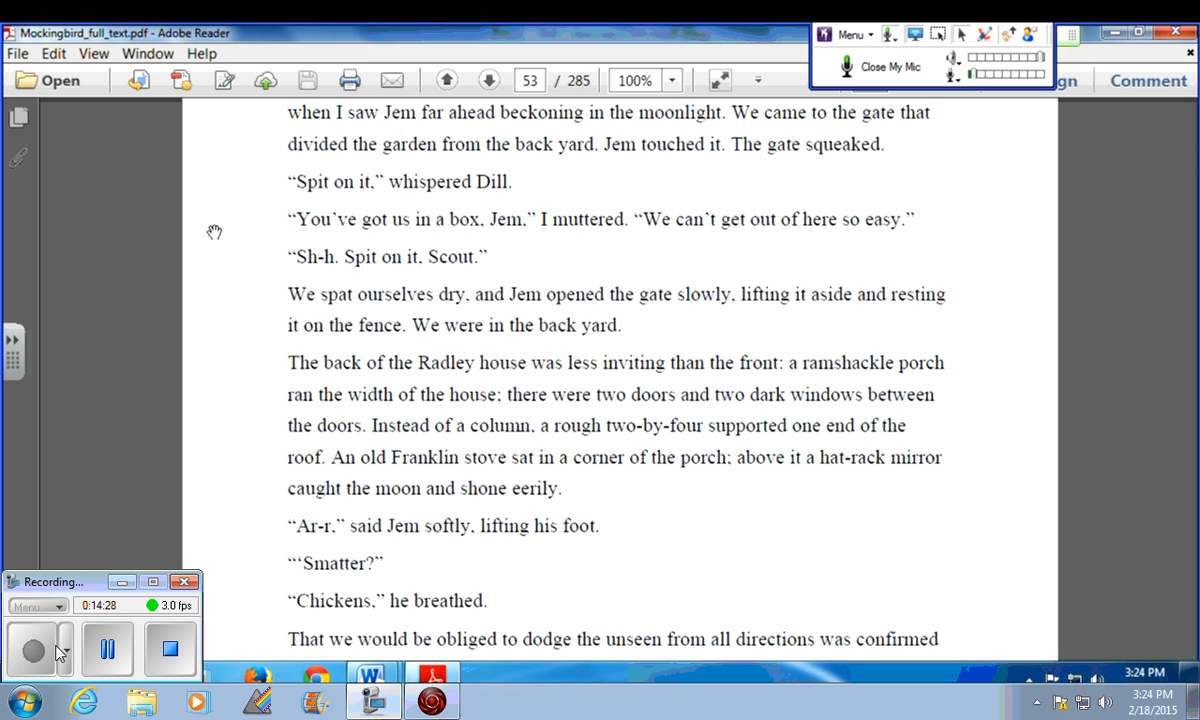 Mockingbird_full_text.pdf - Adobe Reader
Menu
File Edit View Window Help
Close My Mic
Open
53 / 285
100%
gn
Comment
when I saw Jem far ahead beckoning in the moonlight. We came to the gate that
divided the garden from the back yard. Jem touched it. The gate squeaked.
“Spit on it,” whispered Dill.
“You’ve got us in a box, Jem,” I muttered. “We can’t get out of here so easy.”
“Sh-h. Spit on it, Scout.”
We spat ourselves dry, and Jem opened the gate slowly, lifting it aside and resting
it on the fence. We were in the back yard.
The back of the Radley house was less inviting than the front: a ramshackle porch
ran the width of the house; there were two doors and two dark windows between
the doors. Instead of a column, a rough two-by-four supported one end of the
roof. An old Franklin stove sat in a corner of the porch; above it a hat-rack mirror
caught the moon and shone eerily.
“Ar-r,” said Jem softly, lifting his foot.
“‘Smatter?”
“Chickens,” he breathed.
That we would be obliged to dodge the unseen from all directions was confirmed
Recording...
Menu
0:14:28
3.0 fps
3:24 PM
3:24 PM
2/18/2015